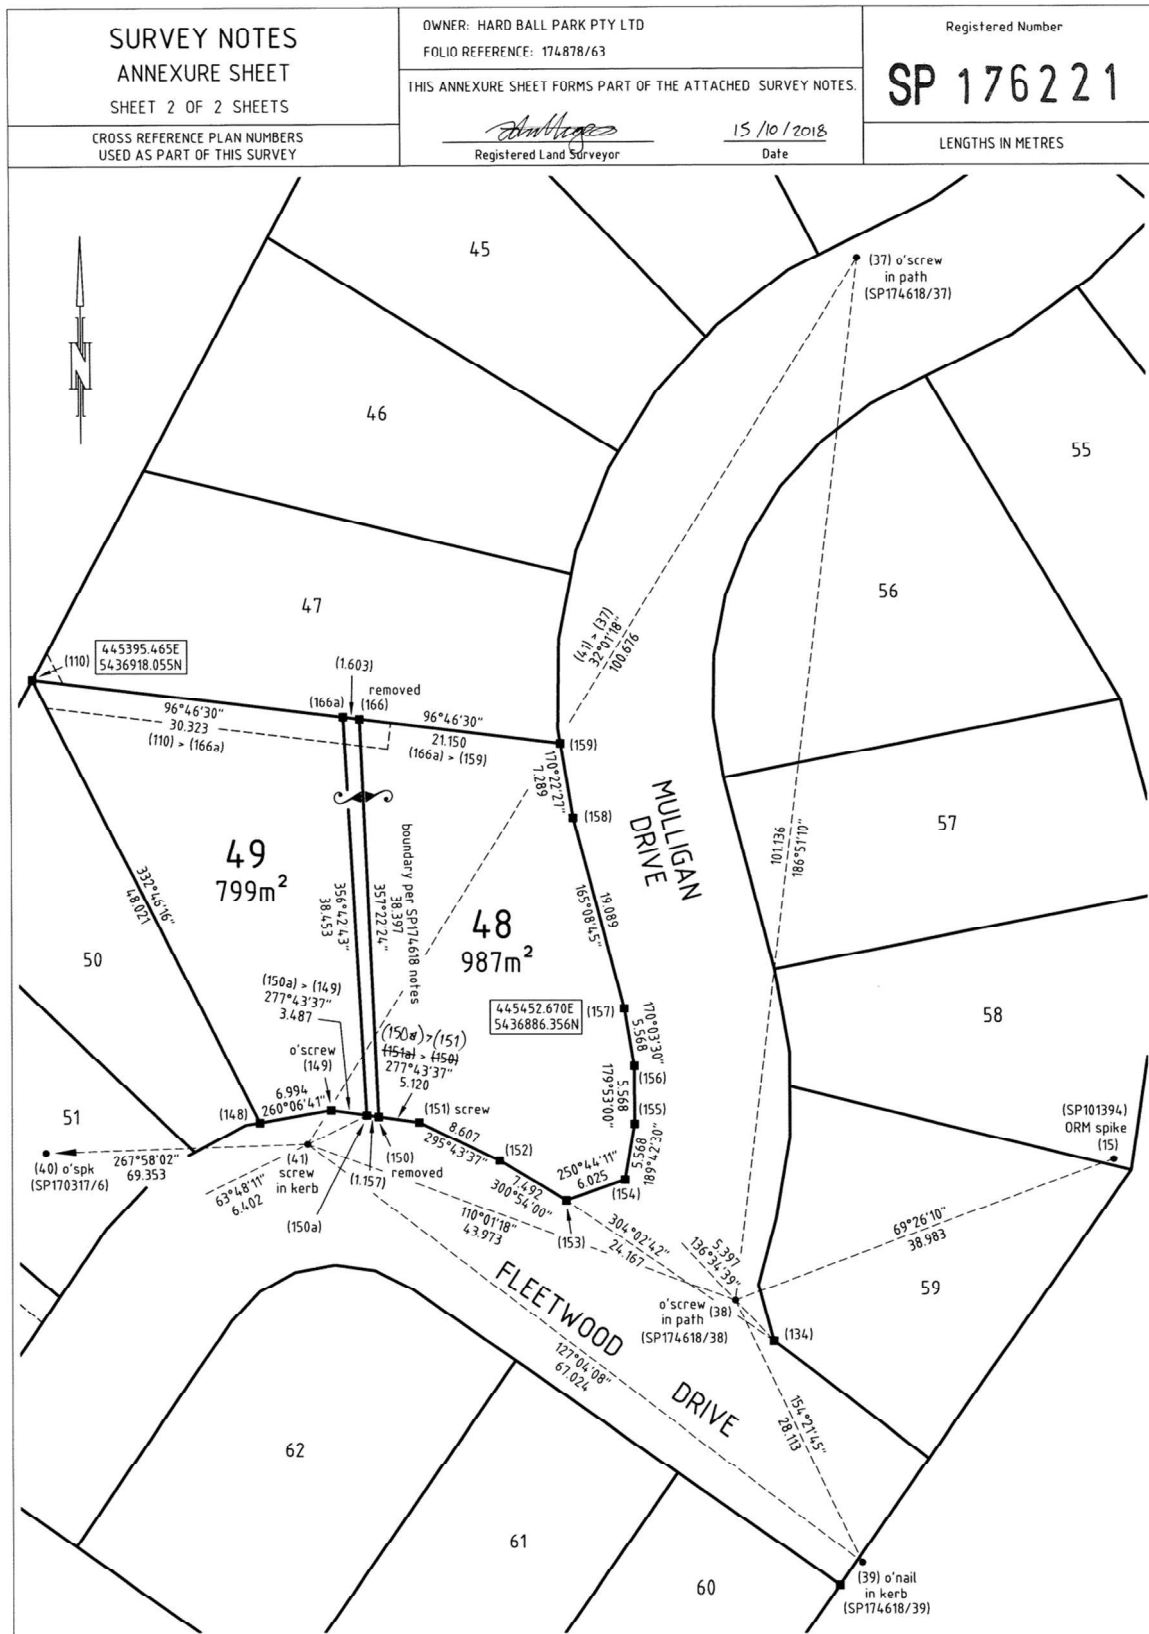 SURVEY NOTES
ANNEXURE SHEET
SHEET 2 OF 2 SHEETS
CROSS REFERENCE PLAN NUMBERS
USED AS PART OF THIS SURVEY
OWNER: HARD BALL PARK PTY LTD
FOLIO REFERENCE: 174878/63
THIS ANNEXURE SHEET FORMS PART OF THE ATTACHED SURVEY NOTES.
Registered Land Surveyor
15/10/2018
Date
Registered Number
SP 176221
LENGTHS IN METRES
N
45
(37) o'screw
in path
(SP174618/37)
46
55
47
56
(41) > (37)
32°01'18"
100.676
(110)
445395.465E
5436918.055N
(1.603)
removed
(166a)
(166)
96°46'30"
30.323
(110) > (166a)
96°46'30"
21.150
(166a) > (159)
(159)
170°22'27"
7.289
(158)
MULLIGAN
DRIVE
101.136
186°51'10"
57
49
799m²
332°46'16"
48.021
356°42'43"
38.453
357°22'24"
38.397
boundary per SP174618 notes
48
987m²
165°08'45"
19.089
50
(150a) > (149)
277°43'37"
3.487
445452.670E
5436886.356N
(157)
170°03'30"
5.568
58
(150a)>(151)
(151a) > (150)
277°43'37"
5.120
o'screw
(149)
(156)
179°53'00"
5.568
(155)
51
(148)
6.994
260°06'41"
(151) screw
8.607
295°43'37"
(152)
189°42'30"
5.568
(SP101394)
ORM spike
(15)
(40) o'spk
(SP170317/6)
267°58'02"
69.353
(41)
screw
in kerb
(150)
removed
(1.157)
63°48'11"
6.402
(150a)
7.492
300°54'00"
250°44'11"
6.025
(154)
(153)
110°01'18"
43.973
304°02'42"
24.167
5.397
136°34'39"
69°26'10"
38.983
59
FLEETWOOD
DRIVE
o'screw
in path
(38)
(SP174618/38)
(134)
127°04'08"
67.024
154°21'45"
28.113
62
61
60
(39) o'nail
in kerb
(SP174618/39)